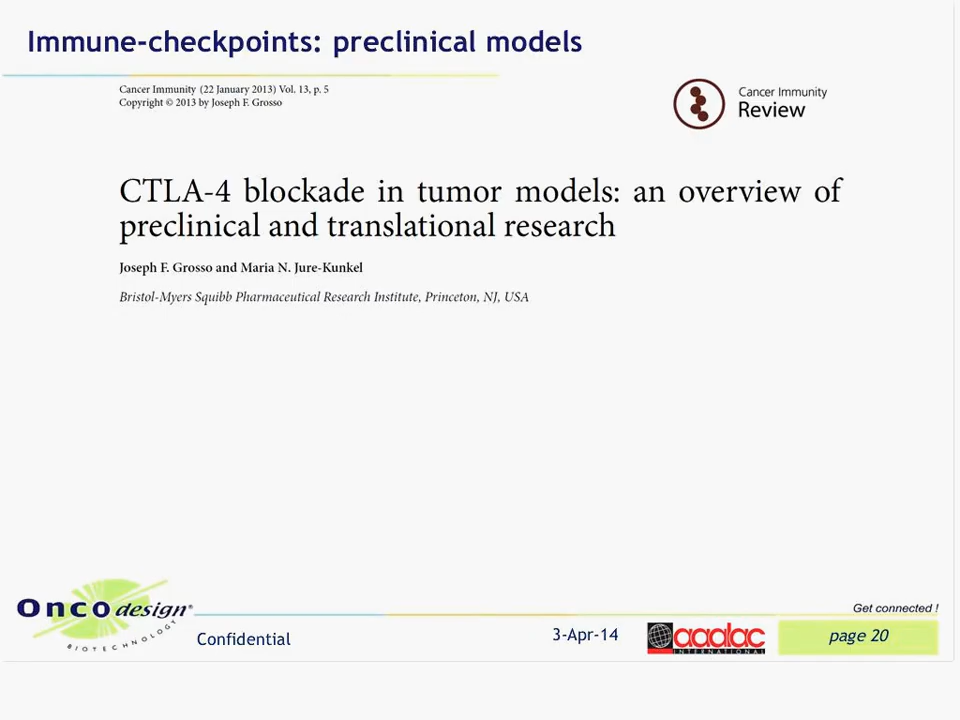 Immune-checkpoints: preclinical models
Cancer Immunity (22 January 2013) Vol. 13, p. 5
Copyright © 2013 by Joseph F. Grosso
Cancer Immunity
Review
CTLA-4 blockade in tumor models: an overview of
preclinical and translational research
Joseph F. Grosso and Maria N. Jure-Kunkel
Bristol-Myers Squibb Pharmaceutical Research Institute, Princeton, NJ, USA
Oncodesign®
BIOTECHNOLOGY
Get connected !
Confidential
3-Apr-14
aaalac
INTERNATIONAL
page 20